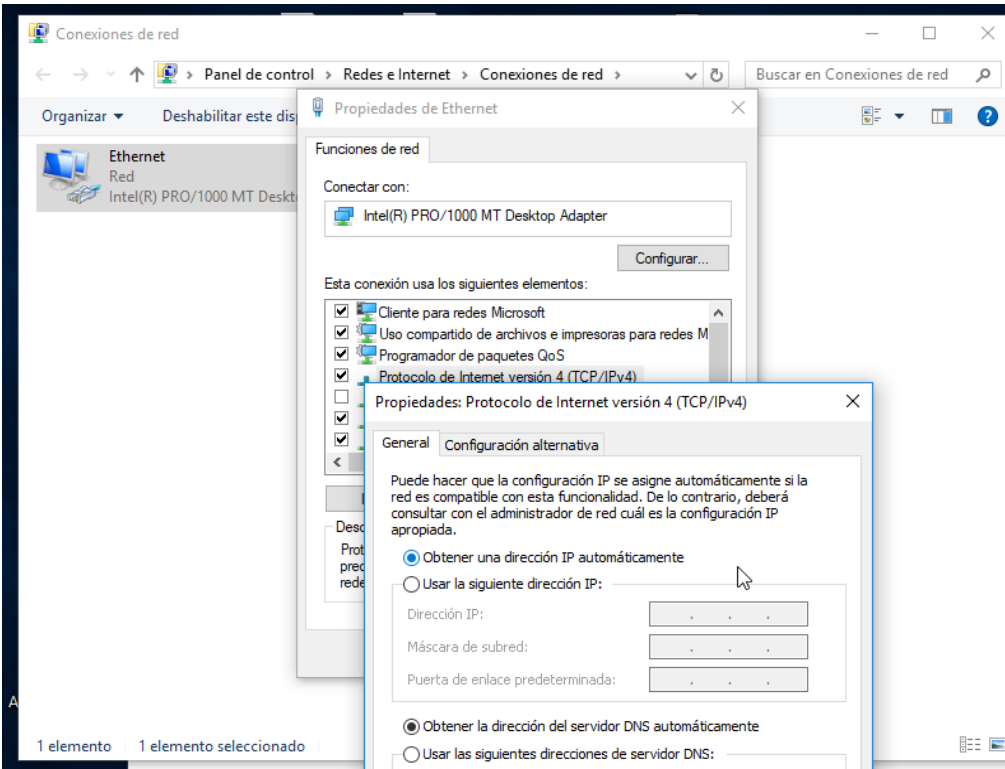 Conexiones de red
Panel de control > Redes e Internet > Conexiones de red >
Buscar en Conexiones de red
Organizar
Deshabilitar este dis
Ethernet
Red
Intel(R) PRO/1000 MT Deskt
Propiedades de Ethernet
Funciones de red
Conectar con:
Intel(R) PRO/1000 MT Desktop Adapter
Configurar...
Esta conexión usa los siguientes elementos:
Cliente para redes Microsoft
Uso compartido de archivos e impresoras para redes M
Programador de paquetes QoS
Protocolo de Internet versión 4 (TCP/IPv4)
Desc
Prot
prec
rede
Propiedades: Protocolo de Internet versión 4 (TCP/IPv4)
General
Configuración alternativa
Puede hacer que la configuración IP se asigne automáticamente si la
red es compatible con esta funcionalidad. De lo contrario, deberá
consultar con el administrador de red cuál es la configuración IP
apropiada.
Obtener una dirección IP automáticamente
Usar la siguiente dirección IP:
Dirección IP:
Máscara de subred:
Puerta de enlace predeterminada:
Obtener la dirección del servidor DNS automáticamente
Usar las siguientes direcciones de servidor DNS:
A
1 elemento
1 elemento seleccionado